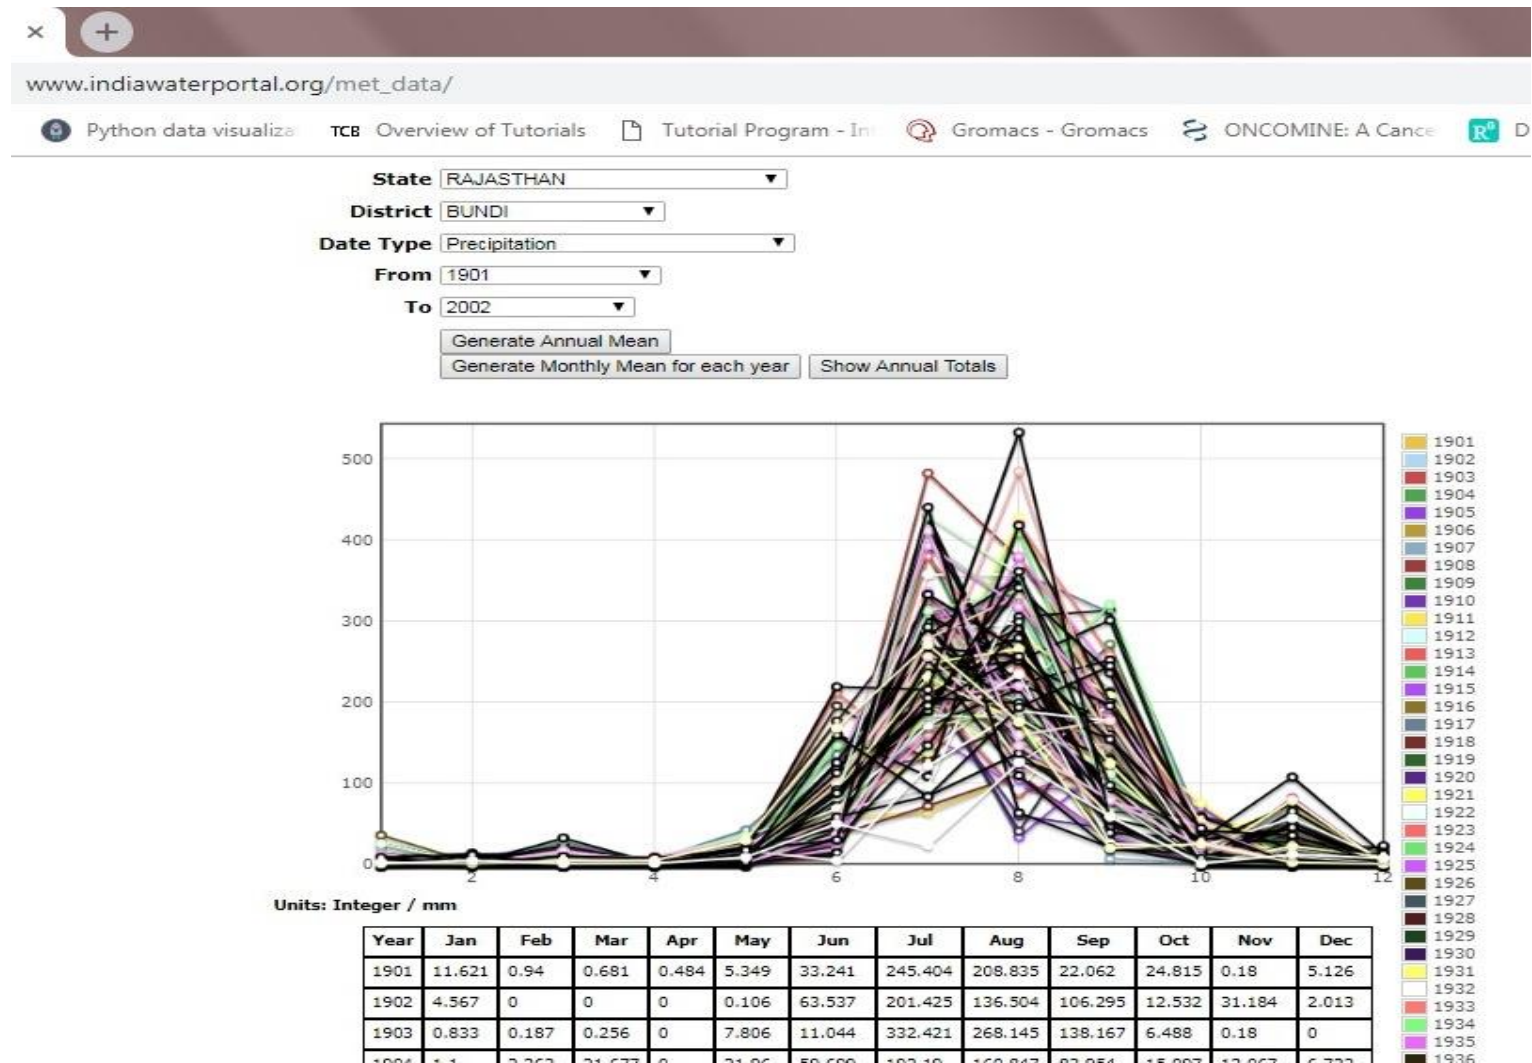 www.indiawaterportal.org/met_data/
Python data visualiza TCB Overview of Tutorials Tutorial Program - In Gromacs - Gromacs ONCOMINE: A Cance R D
State RAJASTHAN
District BUNDI
Date Type Precipitation
From 1901
To 2002
Generate Annual Mean
Generate Monthly Mean for each year Show Annual Totals
500
400
300
200
100
0
2 4 6 8 10 12
1901
1902
1903
1904
1905
1906
1907
1908
1909
1910
1911
1912
1913
1914
1915
1916
1917
1918
1919
1920
1921
1922
1923
1924
1925
1926
1927
1928
1929
1930
1931
1932
1933
1934
1935
1936
Units: Integer / mm
Year Jan Feb Mar Apr May Jun Jul Aug Sep Oct Nov Dec
1901 11.621 0.94 0.681 0.484 5.349 33.241 245.404 208.835 22.062 24.815 0.18 5.126
1902 4.567 0 0 0 0.106 63.537 201.425 136.504 106.295 12.532 31.184 2.013
1903 0.833 0.187 0.256 0 7.806 11.044 332.421 268.145 138.167 6.488 0.18 0